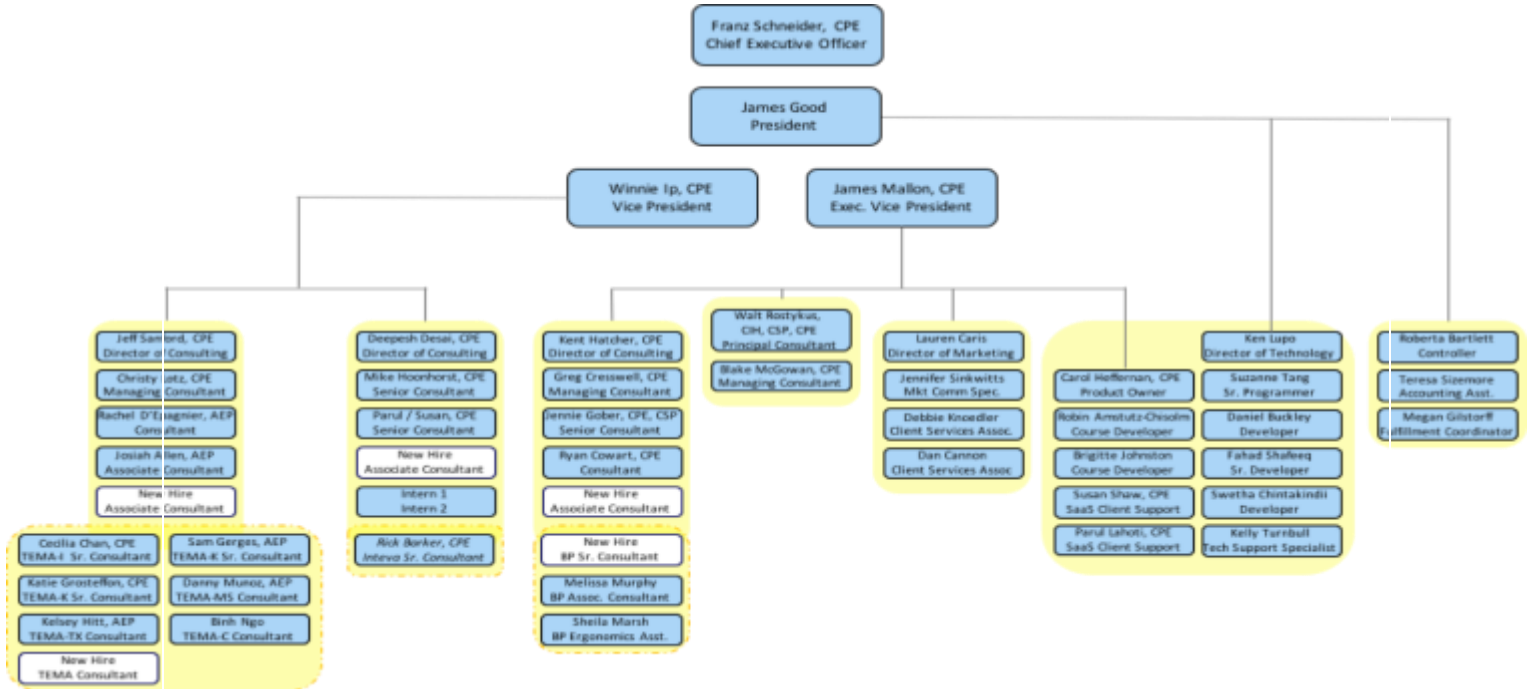 Franz Schneider, CPE
Chief Executive Officer
James Good
President
Winnie Ip, CPE
Vice President
James Mallon, CPE
Exec. Vice President
Jeff Sanford, CPE
Director of Consulting
Christy Lotz, CPE
Managing Consultant
Rachel D'Epagnier, AEP
Consultant
Josiah Allen, AEP
Associate Consultant
New Hire
Associate Consultant
Cecilia Chan, CPE
TEMA-I Sr. Consultant
Katie Grosteffon, CPE
TEMA-K Sr. Consultant
Kelsey Hitt, AEP
TEMA-TX Consultant
New Hire
TEMA Consultant
Sam Gerges, AEP
TEMA-K Sr. Consultant
Danny Munoz, AEP
TEMA-MS Consultant
Binh Ngo
TEMA-C Consultant
Deepesh Desai, CPE
Director of Consulting
Mike Hoonhorst, CPE
Senior Consultant
Parul / Susan, CPE
Senior Consultant
New Hire
Associate Consultant
Intern 1
Intern 2
Rick Barker, CPE
Inteva Sr. Consultant
Kent Hatcher, CPE
Director of Consulting
Greg Cresswell, CPE
Managing Consultant
Jennie Gober, CPE, CSP
Senior Consultant
Ryan Cowart, CPE
Consultant
New Hire
Associate Consultant
New Hire
BP Sr. Consultant
Melissa Murphy
BP Assoc. Consultant
Sheila Marsh
BP Ergonomics Asst.
Walt Rostykus,
CIH, CSP, CPE
Principal Consultant
Blake McGowan, CPE
Managing Consultant
Lauren Caris
Director of Marketing
Jennifer Sinkwitts
Mkt Comm Spec.
Debbie Knoedler
Client Services Assoc.
Dan Cannon
Client Services Assoc
Carol Heffernan, CPE
Product Owner
Robin Amstutz-Chisolm
Course Developer
Brigitte Johnston
Course Developer
Susan Shaw, CPE
SaaS Client Support
Parul Lahoti, CPE
SaaS Client Support
Ken Lupo
Director of Technology
Suzanne Tang
Sr. Programmer
Daniel Buckley
Developer
Fahad Shafeeq
Sr. Developer
Swetha Chintakindii
Developer
Kelly Turnbull
Tech Support Specialist
Roberta Bartlett
Controller
Teresa Sizemore
Accounting Asst.
Megan Gilstorff
Fulfillment Coordinator